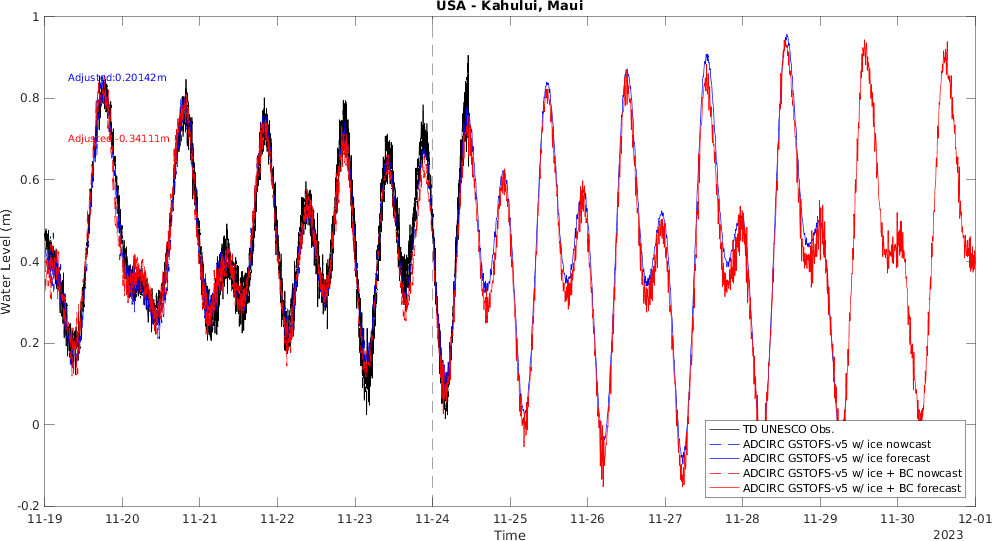 USA - Kahului, Maui
1
0.8
0.6
0.4
0.2
0
-0.2
Water Level (m)
Adjusted:0.20142m
Adjusted-0.34111m
TD UNESCO Obs.
ADCIRC GSTOFS-v5 w/ ice nowcast
ADCIRC GSTOFS-v5 w/ ice forecast
ADCIRC GSTOFS-v5 w/ ice + BC nowcast
ADCIRC GSTOFS-v5 w/ ice + BC forecast
11-19 11-20 11-21 11-22 11-23 11-24 11-25 11-26 11-27 11-28 11-29 11-30 12-01
Time
2023